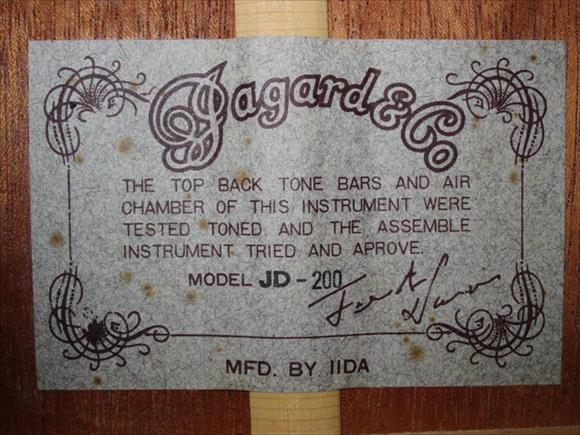 Jagard & Co
THE TOP BACK TONE BARS AND AIR
CHAMBER OF THIS INSTRUMENT WERE
TESTED TONED AND THE ASSEMBLE
INSTRUMENT TRIED AND APROVE.
MODEL JD-200
MFD. BY IIDA